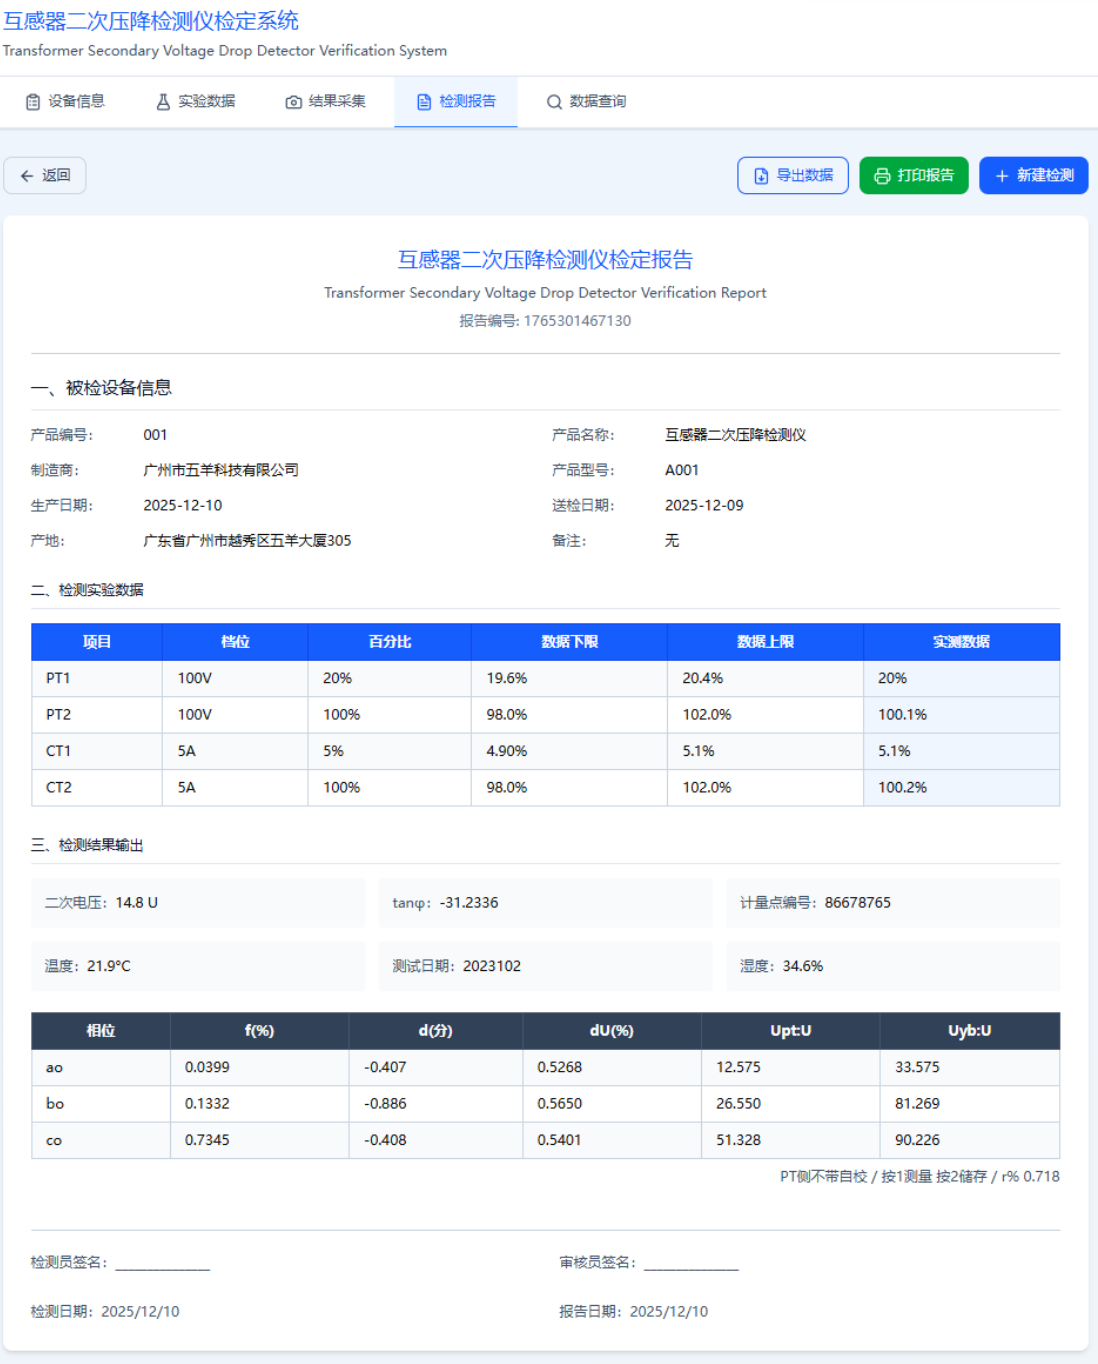 互感器二次压降检测仪检定系统
Transformer Secondary Voltage Drop Detector Verification System
设备信息 实验数据 结果采集 检测报告 数据查询
返回 导出数据 打印报告 新建检测
互感器二次压降检测仪检定报告
Transformer Secondary Voltage Drop Detector Verification Report
报告编号: 1765301467130
一、被检设备信息
产品编号: 001 产品名称: 互感器二次压降检测仪
制造商: 广州市五羊科技有限公司 产品型号: A001
生产日期: 2025-12-10 送检日期: 2025-12-09
产地: 广东省广州市越秀区五羊大厦305 备注: 无
二、检测实验数据
项目 档位 百分比 数据下限 数据上限 实测数据
PT1 100V 20% 19.6% 20.4% 20%
PT2 100V 100% 98.0% 102.0% 100.1%
CT1 5A 5% 4.90% 5.1% 5.1%
CT2 5A 100% 98.0% 102.0% 100.2%
三、检测结果输出
二次电压: 14.8 U tanφ: -31.2336 计量点编号: 86678765
温度: 21.9°C 测试日期: 2023102 湿度: 34.6%
相位 f(%) d(分) dU(%) Upt:U Uyb:U
ao 0.0399 -0.407 0.5268 12.575 33.575
bo 0.1332 -0.886 0.5650 26.550 81.269
co 0.7345 -0.408 0.5401 51.328 90.226
PT侧不带自校 / 按1测量 按2储存 / r% 0.718
检测员签名: _______________ 审核员签名: _______________
检测日期: 2025/12/10 报告日期: 2025/12/10